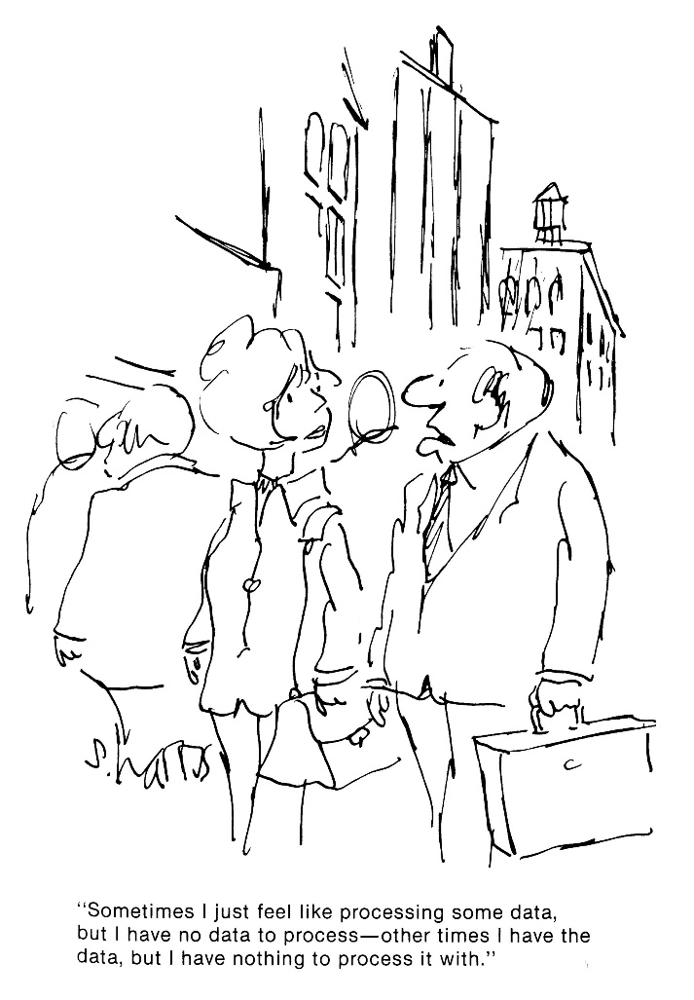 s.harris
"Sometimes I just feel like processing some data,
but I have no data to process—other times I have the
data, but I have nothing to process it with."